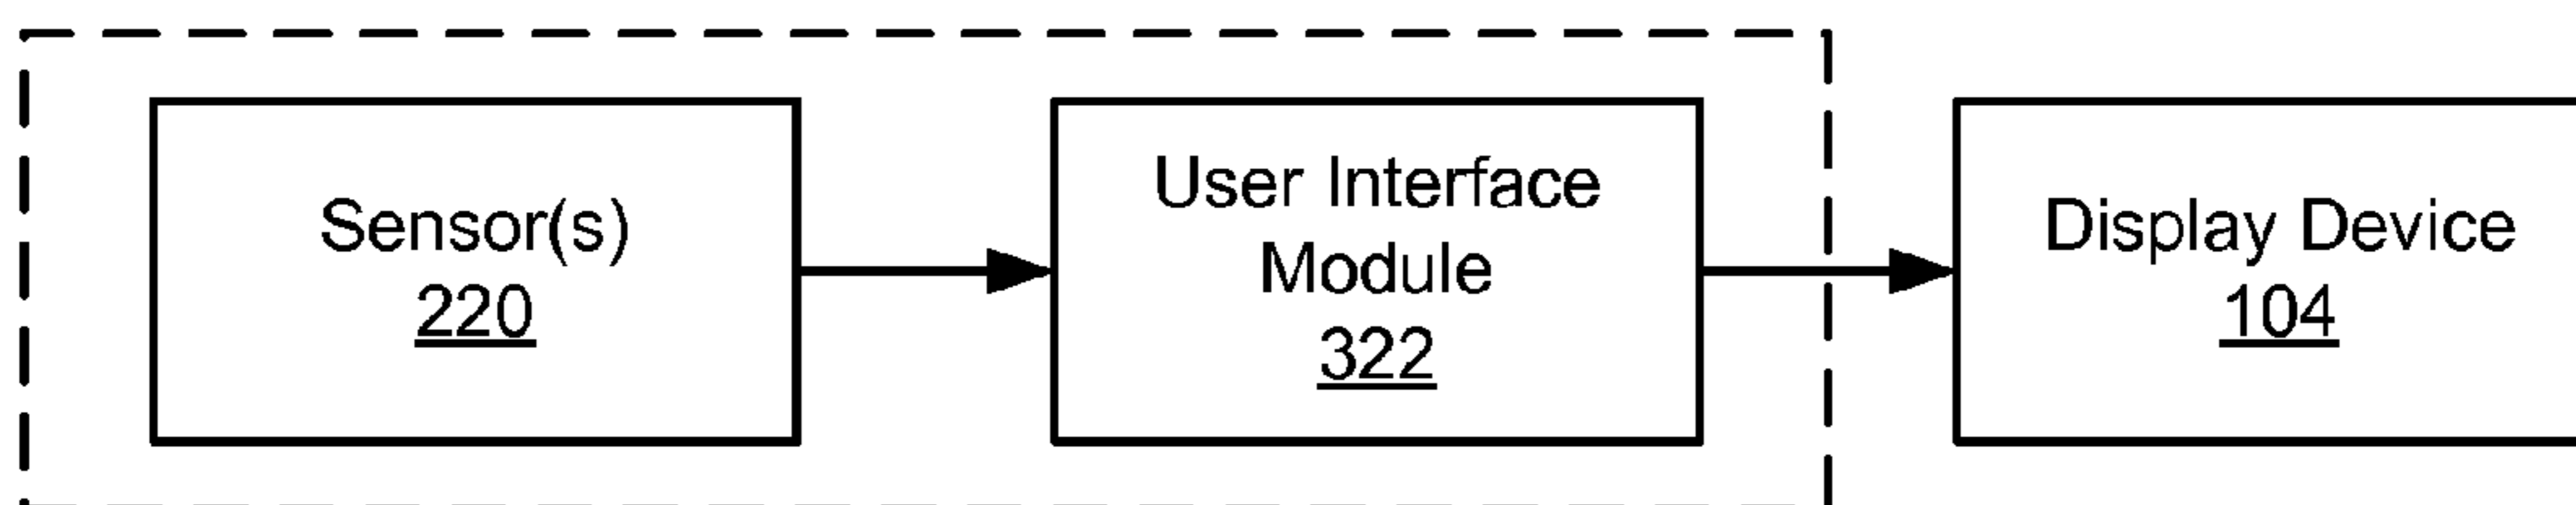 Sensor(s)
220
User Interface
Module
322
Display Device
104